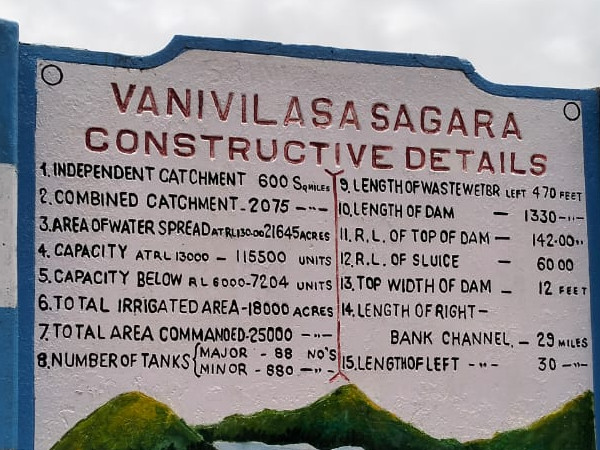 VANIVILASA SAGARA
CONSTRUCTIVE DETAILS
1. INDEPENDENT CATCHMENT 600 SqMILES
2. COMBINED CATCHMENT - 2075 -"-
3. AREA OF WATER SPREAD AT RL130.00 21645 ACRES
4. CAPACITY AT RL 13000 - 115500 UNITS
5. CAPACITY BELOW RL 6000 - 7204 UNITS
6. TOTAL IRRIGATED AREA - 18000 ACRES
7. TOTAL AREA COMMANDED - 25000 -"-
8. NUMBER OF TANKS { MAJOR - 88 NO'S
MINOR - 880 -"-
9. LENGTH OF WASTEWEBR LEFT 470 FEET
10. LENGTH OF DAM - 1330 -"-
11. R.L. OF TOP OF DAM - 142.00 "
12. R.L. OF SLUICE - 60 00
13. TOP WIDTH OF DAM - 12 FEET
14. LENGTH OF RIGHT -
BANK CHANNEL. - 29 MILES
15. LENGTH OF LEFT -"- 30 -"-